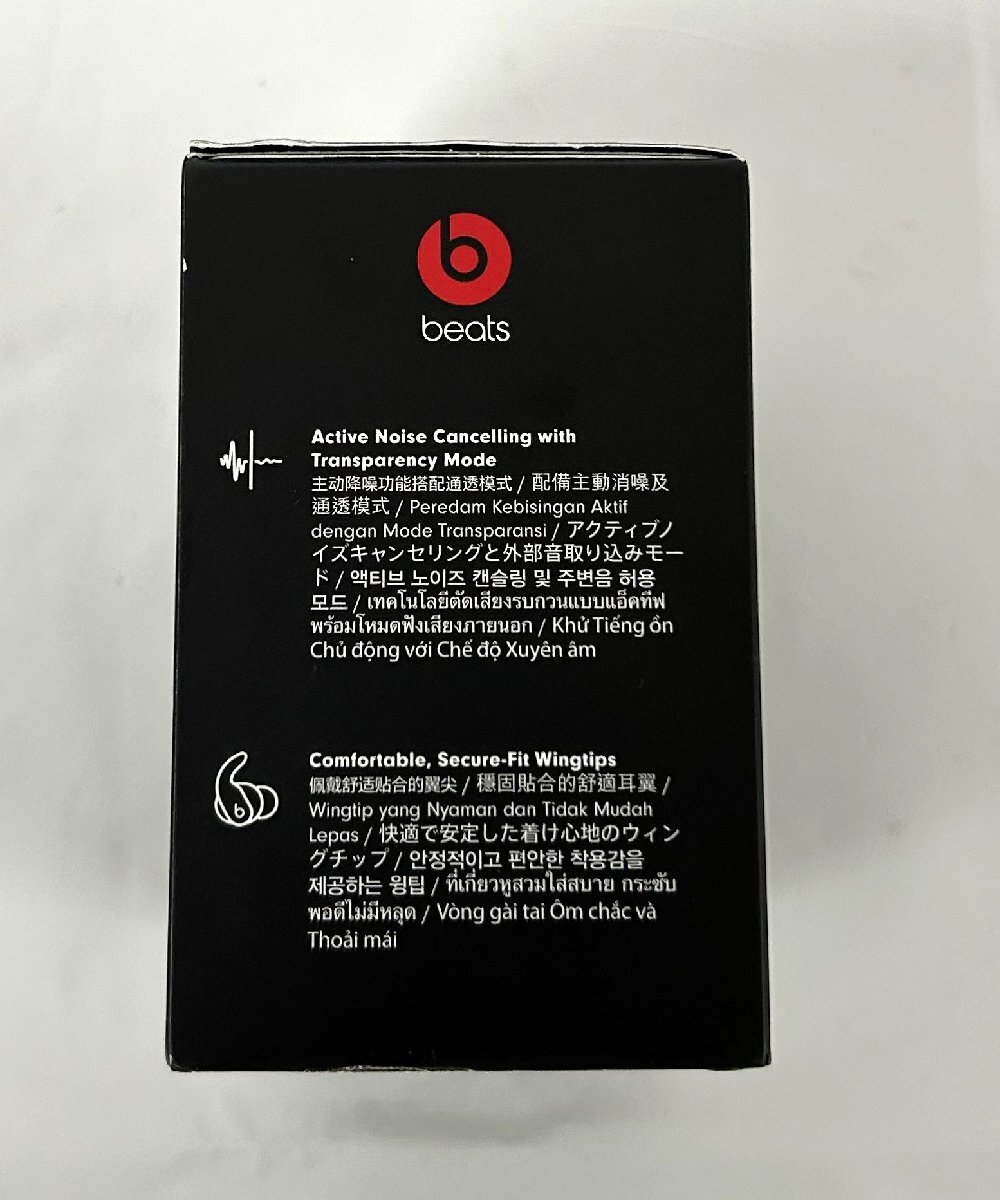 b
beats
Active Noise Cancelling with
Transparency Mode
主动降噪功能搭配通透模式 / 配備主動消噪及
通透模式 / Peredam Kebisingan Aktif
dengan Mode Transparansi / アクティブノ
イズキャンセリングと外部音取り込みモー
ド / 액티브 노이즈 캔슬링 및 주변음 허용
모드 / เทคโนโลยีตัดเสียงรบกวนแบบแอ็คทีฟ
พร้อมโหมดฟังเสียงภายนอก / Khử Tiếng ồn
Chủ động với Chế độ Xuyên âm
Comfortable, Secure-Fit Wingtips
佩戴舒适贴合的翼尖 / 穩固貼合的舒適耳翼 /
Wingtip yang Nyaman dan Tidak Mudah
Lepas / 快適で安定した着け心地のウィン
グチップ / 안정적이고 편안한 착용감을
제공하는 윙팁 / ที่เกี่ยวหูสวมใส่สบาย กระชับ
พอดีไม่มีหลุด / Vòng gài tai Ôm chắc và
Thoải mái